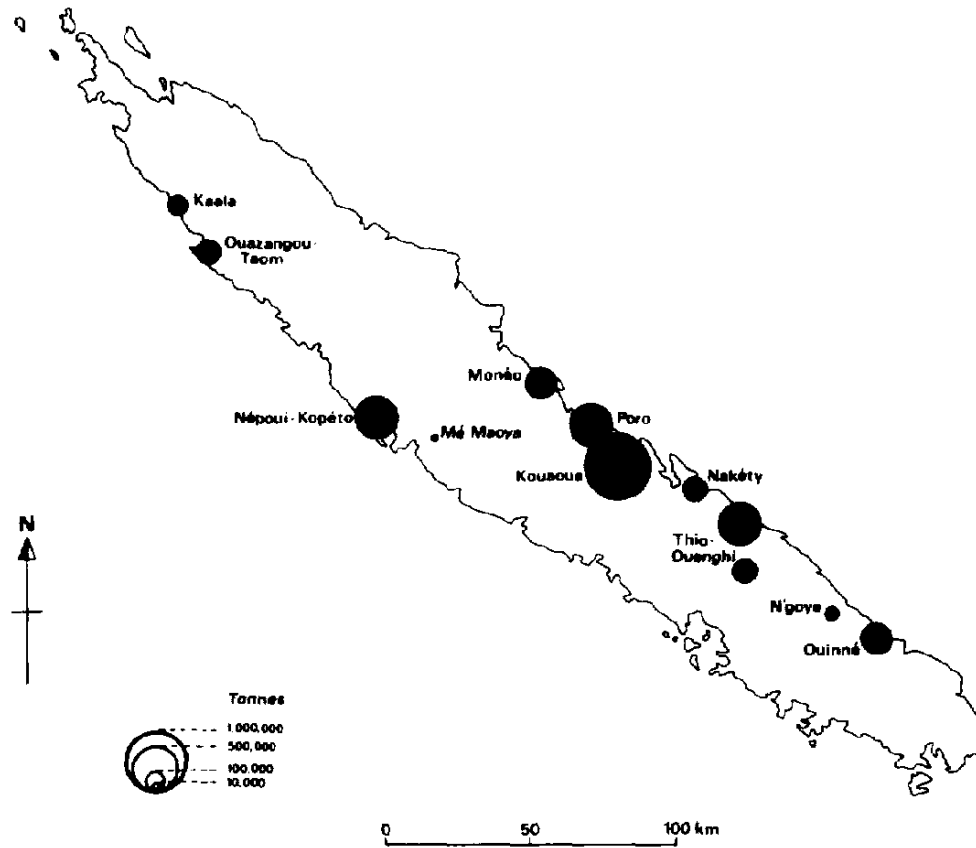 Kaala
Ouazangou-
Taom
Monéo
Népoui-Kopéto
Mé Maoya
Poro
Kouaoua
Nakéty
Thio-
Ouenghi
N'goye
Ouinné
N
Tonnes
1.000.000
500,000
100.000
10.000
0 50 100 km